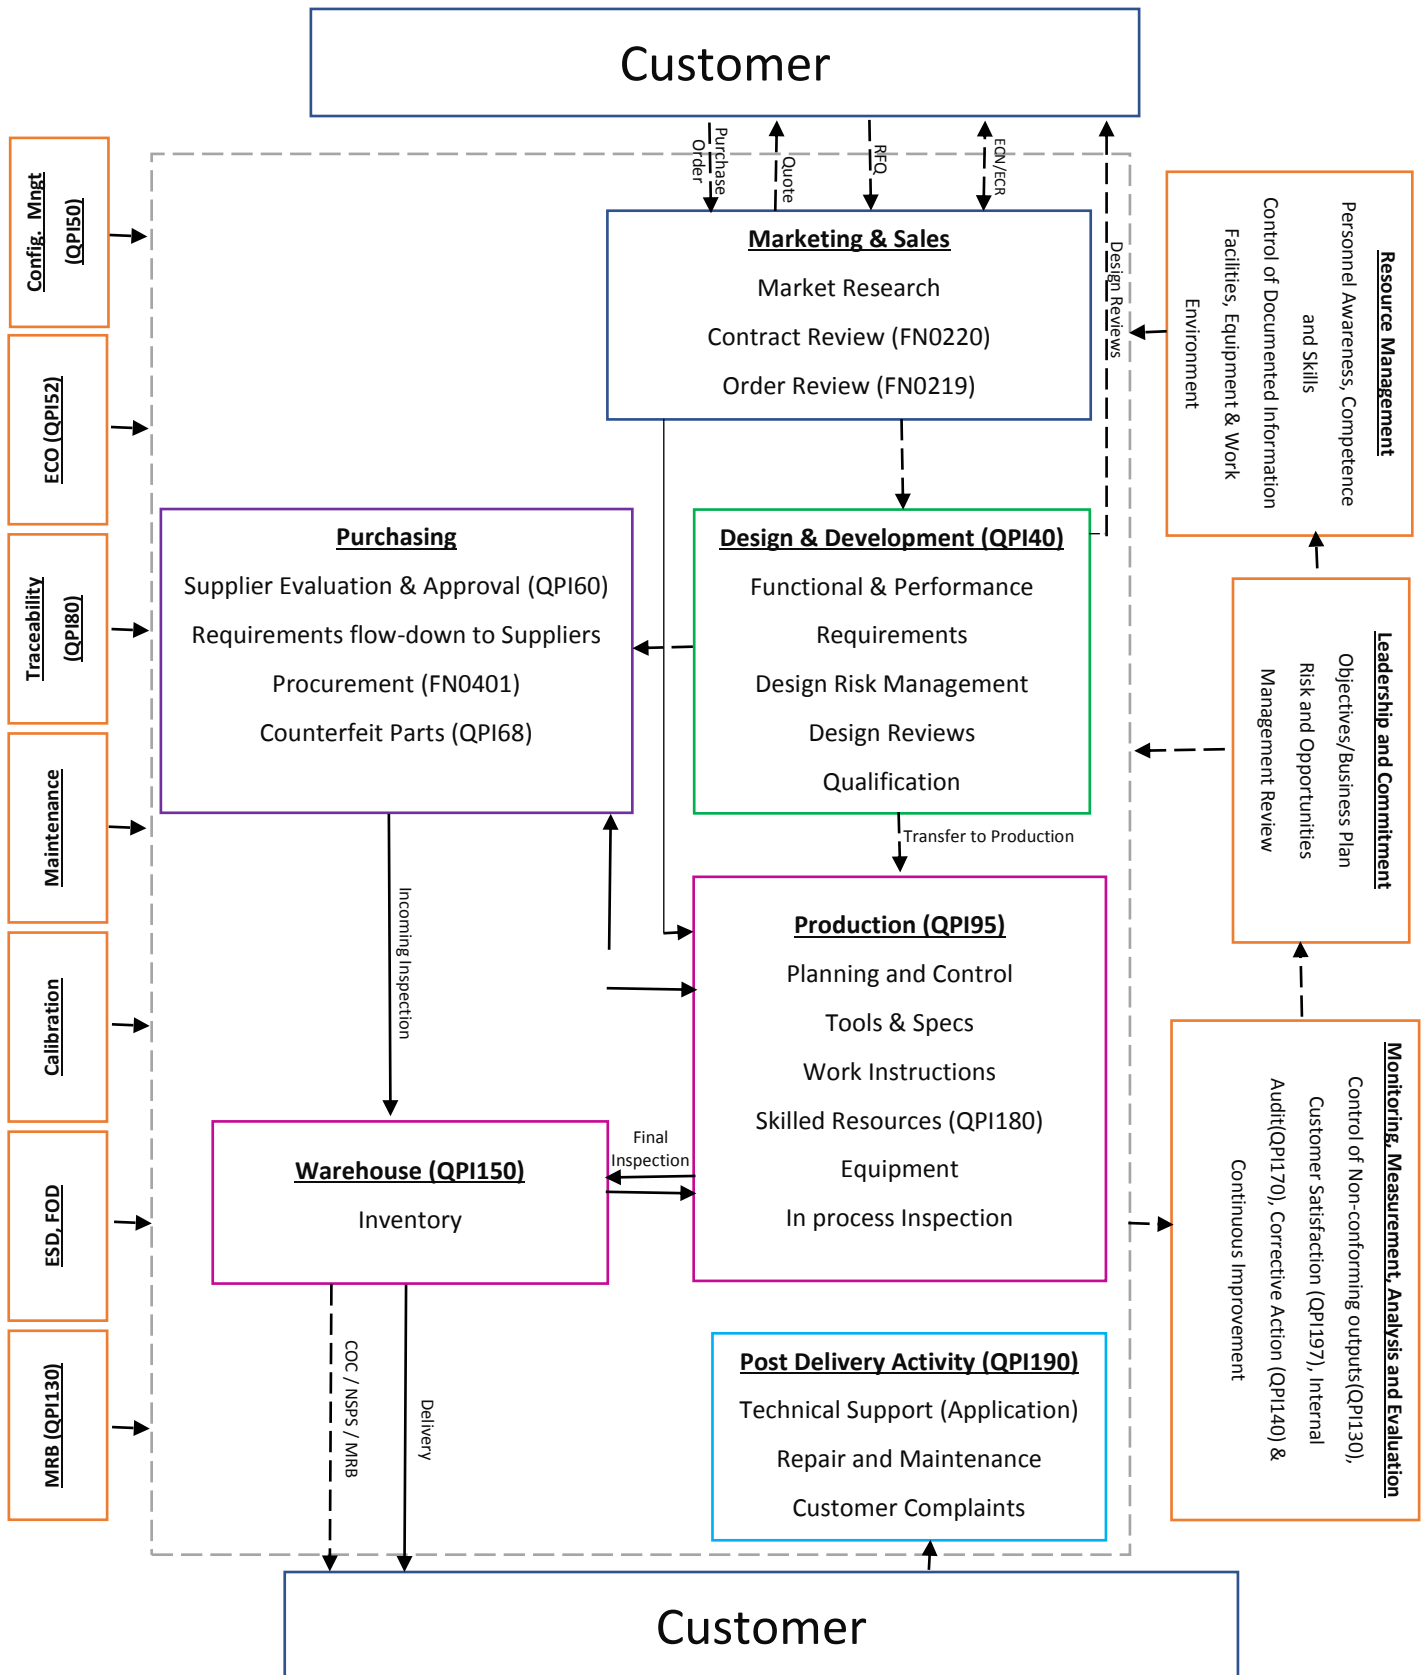 Customer
Purchase
Order
Quote
RFQ
ECN/ECR
Design Reviews
Config. Mngt
(QPI50)
ECO (QPI52)
Traceability
(QPI80)
Maintenance
Calibration
ESD, FOD
MRB (QPI130)
Marketing & Sales
Market Research
Contract Review (FN0220)
Order Review (FN0219)
Purchasing
Supplier Evaluation & Approval (QPI60)
Requirements flow-down to Suppliers
Procurement (FN0401)
Counterfeit Parts (QPI68)
Design & Development (QPI40)
Functional & Performance
Requirements
Design Risk Management
Design Reviews
Qualification
Transfer to Production
Incoming Inspection
Production (QPI95)
Planning and Control
Tools & Specs
Work Instructions
Skilled Resources (QPI180)
Equipment
In process Inspection
Final
Inspection
Warehouse (QPI150)
Inventory
COC / NSPS / MRB
Delivery
Post Delivery Activity (QPI190)
Technical Support (Application)
Repair and Maintenance
Customer Complaints
Resource Management
Personnel Awareness, Competence
and Skills
Control of Documented Information
Facilities, Equipment & Work
Environment
Leadership and Commitment
Objectives/Business Plan
Risk and Opportunities
Management Review
Monitoring, Measurement, Analysis and Evaluation
Control of Non-conforming outputs(QPI130),
Customer Satisfaction (QPI197), Internal
Audit(QPI170), Corrective Action (QPI140) &
Continuous Improvement
Customer